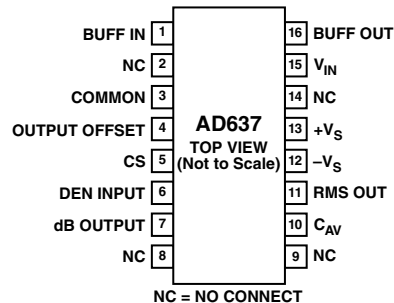 BUFF IN 1
NC 2
COMMON 3
OUTPUT OFFSET 4
CS 5
DEN INPUT 6
dB OUTPUT 7
NC 8
AD637
TOP VIEW
(Not to Scale)
16 BUFF OUT
15 VIN
14 NC
13 +VS
12 –VS
11 RMS OUT
10 CAV
9 NC
NC = NO CONNECT